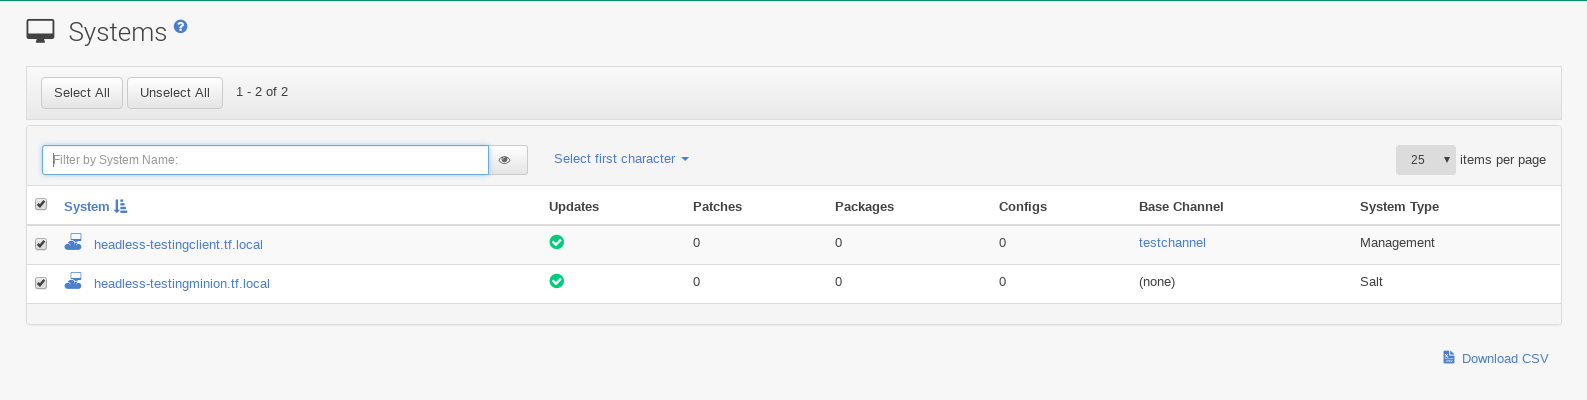 Systems
Select All Unselect All 1 - 2 of 2
Filter by System Name: Select first character 25 items per page
System Updates Patches Packages Configs Base Channel System Type
headless-testingclient.tf.local 0 0 0 testchannel Management
headless-testingminion.tf.local 0 0 0 (none) Salt
Download CSV